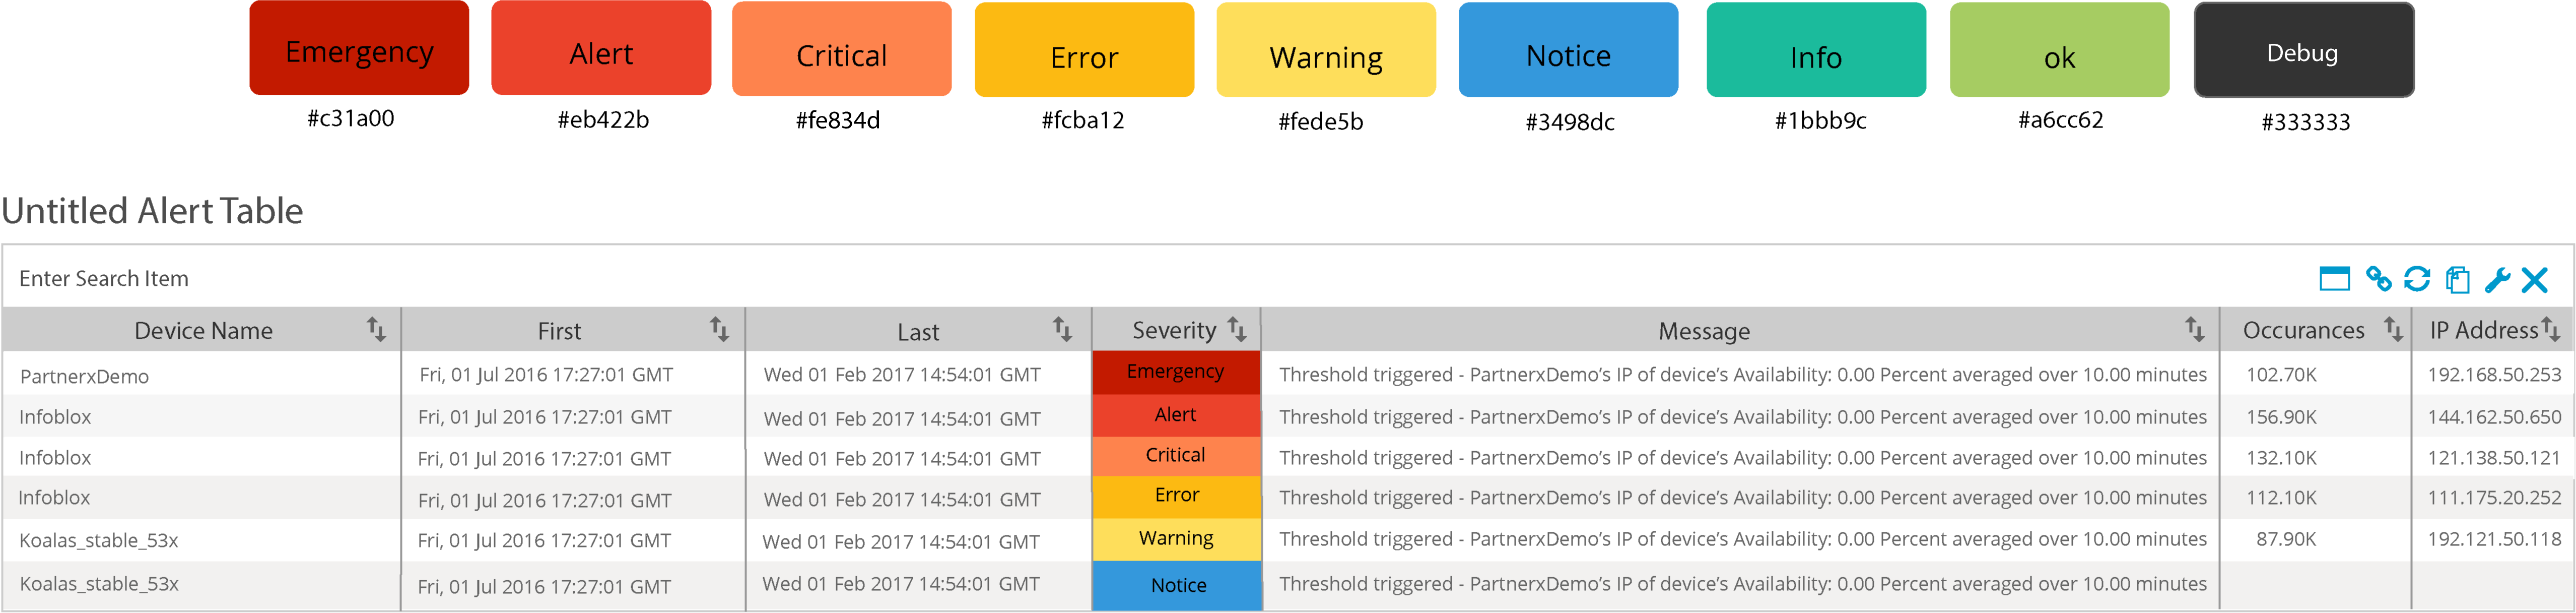 Emergency Alert Critical Error Warning Notice Info ok Debug
#c31a00 #eb422b #fe834d #fcba12 #fede5b #3498dc #1bbb9c #a6cc62 #333333
Untitled Alert Table
Enter Search Item
Device Name First Last Severity Message Occurances IP Address
PartnerxDemo Fri, 01 Jul 2016 17:27:01 GMT Wed 01 Feb 2017 14:54:01 GMT Emergency Threshold triggered - PartnerxDemo’s IP of device’s Availability: 0.00 Percent averaged over 10.00 minutes 102.70K 192.168.50.253
Infoblox Fri, 01 Jul 2016 17:27:01 GMT Wed 01 Feb 2017 14:54:01 GMT Alert Threshold triggered - PartnerxDemo’s IP of device’s Availability: 0.00 Percent averaged over 10.00 minutes 156.90K 144.162.50.650
Infoblox Fri, 01 Jul 2016 17:27:01 GMT Wed 01 Feb 2017 14:54:01 GMT Critical Threshold triggered - PartnerxDemo’s IP of device’s Availability: 0.00 Percent averaged over 10.00 minutes 132.10K 121.138.50.121
Infoblox Fri, 01 Jul 2016 17:27:01 GMT Wed 01 Feb 2017 14:54:01 GMT Error Threshold triggered - PartnerxDemo’s IP of device’s Availability: 0.00 Percent averaged over 10.00 minutes 112.10K 111.175.20.252
Koalas_stable_53x Fri, 01 Jul 2016 17:27:01 GMT Wed 01 Feb 2017 14:54:01 GMT Warning Threshold triggered - PartnerxDemo’s IP of device’s Availability: 0.00 Percent averaged over 10.00 minutes 87.90K 192.121.50.118
Koalas_stable_53x Fri, 01 Jul 2016 17:27:01 GMT Wed 01 Feb 2017 14:54:01 GMT Notice Threshold triggered - PartnerxDemo’s IP of device’s Availability: 0.00 Percent averaged over 10.00 minutes